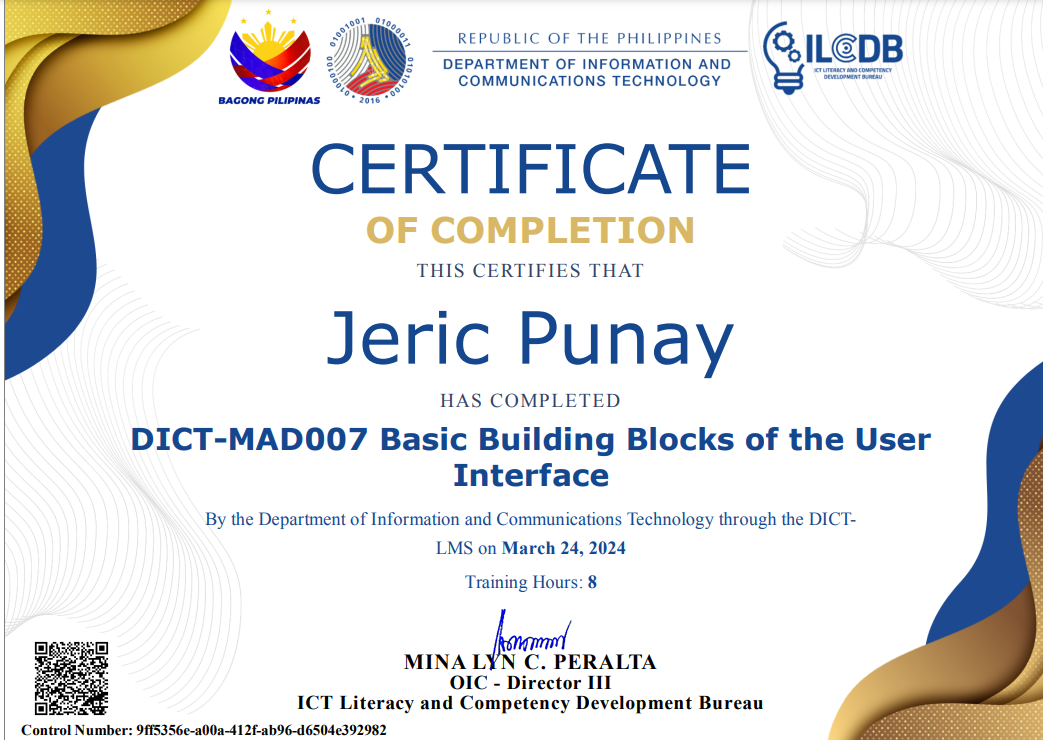 BAGONG PILIPINAS
01001001 01000011
01010100
01010100
2016
REPUBLIC OF THE PHILIPPINES
DEPARTMENT OF INFORMATION AND
COMMUNICATIONS TECHNOLOGY
ILCDB
ICT LITERACY AND COMPETENCY
DEVELOPMENT BUREAU
CERTIFICATE
OF COMPLETION
THIS CERTIFIES THAT
Jeric Punay
HAS COMPLETED
DICT-MAD007 Basic Building Blocks of the User
Interface
By the Department of Information and Communications Technology through the DICT-
LMS on March 24, 2024
Training Hours: 8
MINA LYN C. PERALTA
OIC - Director III
ICT Literacy and Competency Development Bureau
Control Number: 9ff5356e-a00a-412f-ab96-d6504e392982